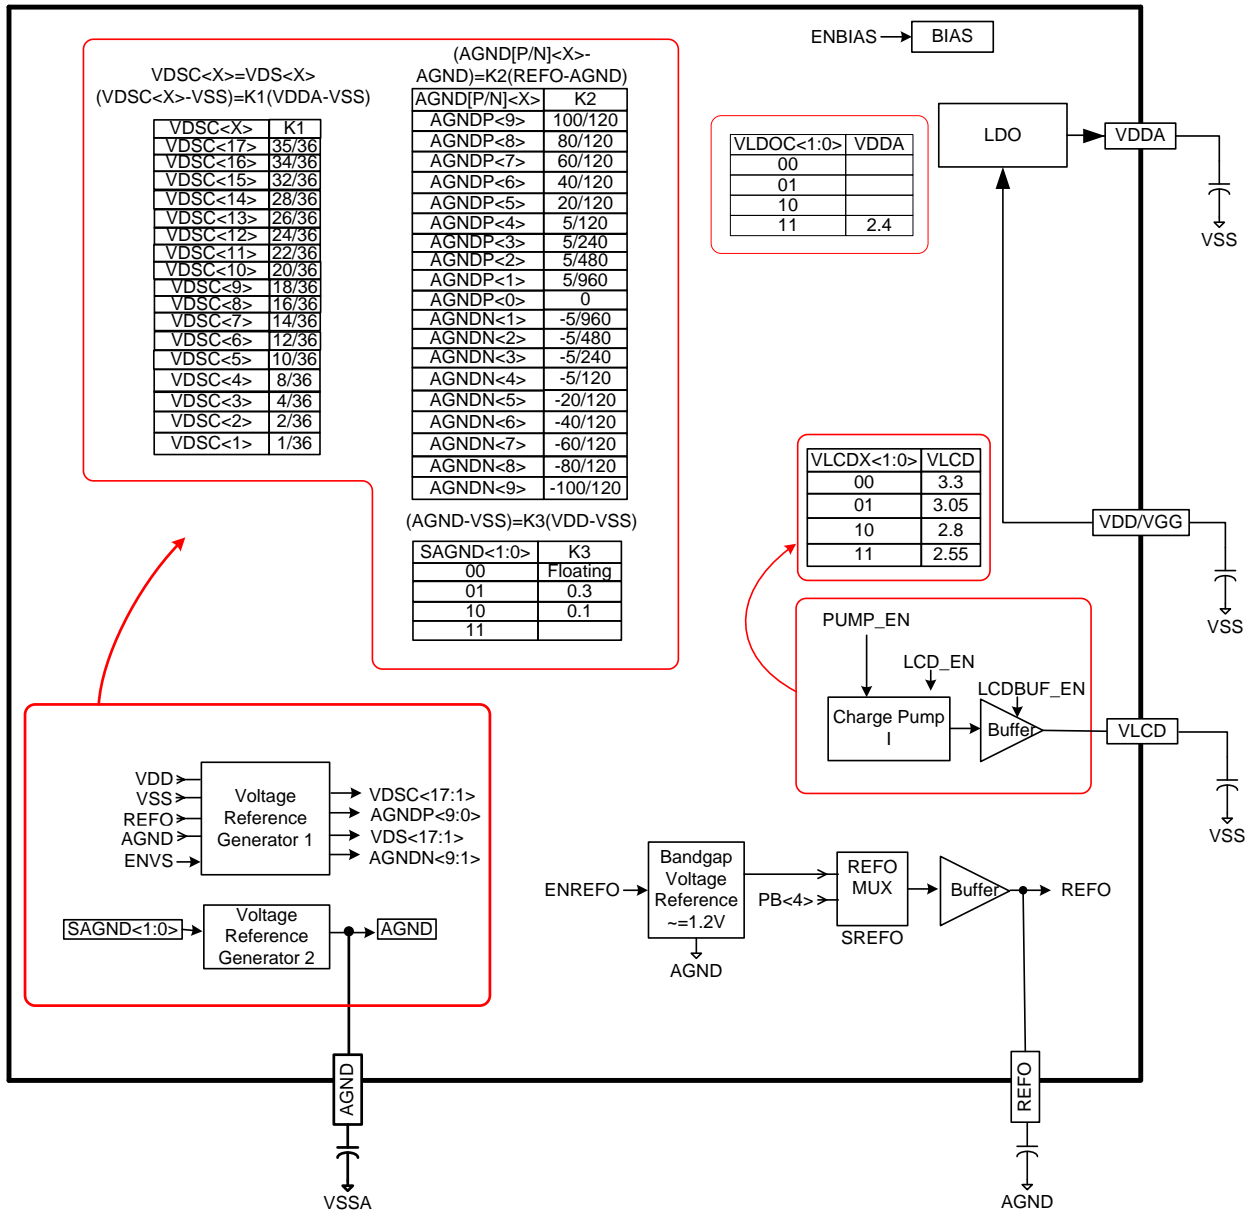 ENBIAS
BIAS
VDSC<X>=VDS<X>
(VDSC<X>-VSS)=K1(VDDA-VSS)
VDSC<X> K1
VDSC<17> 35/36
VDSC<16> 34/36
VDSC<15> 32/36
VDSC<14> 28/36
VDSC<13> 26/36
VDSC<12> 24/36
VDSC<11> 22/36
VDSC<10> 20/36
VDSC<9> 18/36
VDSC<8> 16/36
VDSC<7> 14/36
VDSC<6> 12/36
VDSC<5> 10/36
VDSC<4> 8/36
VDSC<3> 4/36
VDSC<2> 2/36
VDSC<1> 1/36
(AGND[P/N]<X>-
AGND)=K2(REFO-AGND)
AGND[P/N]<X> K2
AGNDP<9> 100/120
AGNDP<8> 80/120
AGNDP<7> 60/120
AGNDP<6> 40/120
AGNDP<5> 20/120
AGNDP<4> 5/120
AGNDP<3> 5/240
AGNDP<2> 5/480
AGNDP<1> 5/960
AGNDP<0> 0
AGNDN<1> -5/960
AGNDN<2> -5/480
AGNDN<3> -5/240
AGNDN<4> -5/120
AGNDN<5> -20/120
AGNDN<6> -40/120
AGNDN<7> -60/120
AGNDN<8> -80/120
AGNDN<9> -100/120
(AGND-VSS)=K3(VDD-VSS)
SAGND<1:0> K3
00 Floating
01 0.3
10 0.1
11
VLDOC<1:0> VDDA
00
01
10
11 2.4
LDO
VDDA
VSS
VLCDX<1:0> VLCD
00 3.3
01 3.05
10 2.8
11 2.55
VDD/VGG
VSS
PUMP_EN
LCD_EN
LCDBUF_EN
Charge Pump
I
Buffer
VLCD
VSS
VDD
VSS
REFO
AGND
ENVS
Voltage
Reference
Generator 1
VDSC<17:1>
AGNDP<9:0>
VDS<17:1>
AGNDN<9:1>
SAGND<1:0>
Voltage
Reference
Generator 2
AGND
AGND
VSSA
ENREFO
Bandgap
Voltage
Reference
~=1.2V
AGND
PB<4>
REFO
MUX
SREFO
Buffer
REFO
REFO
AGND